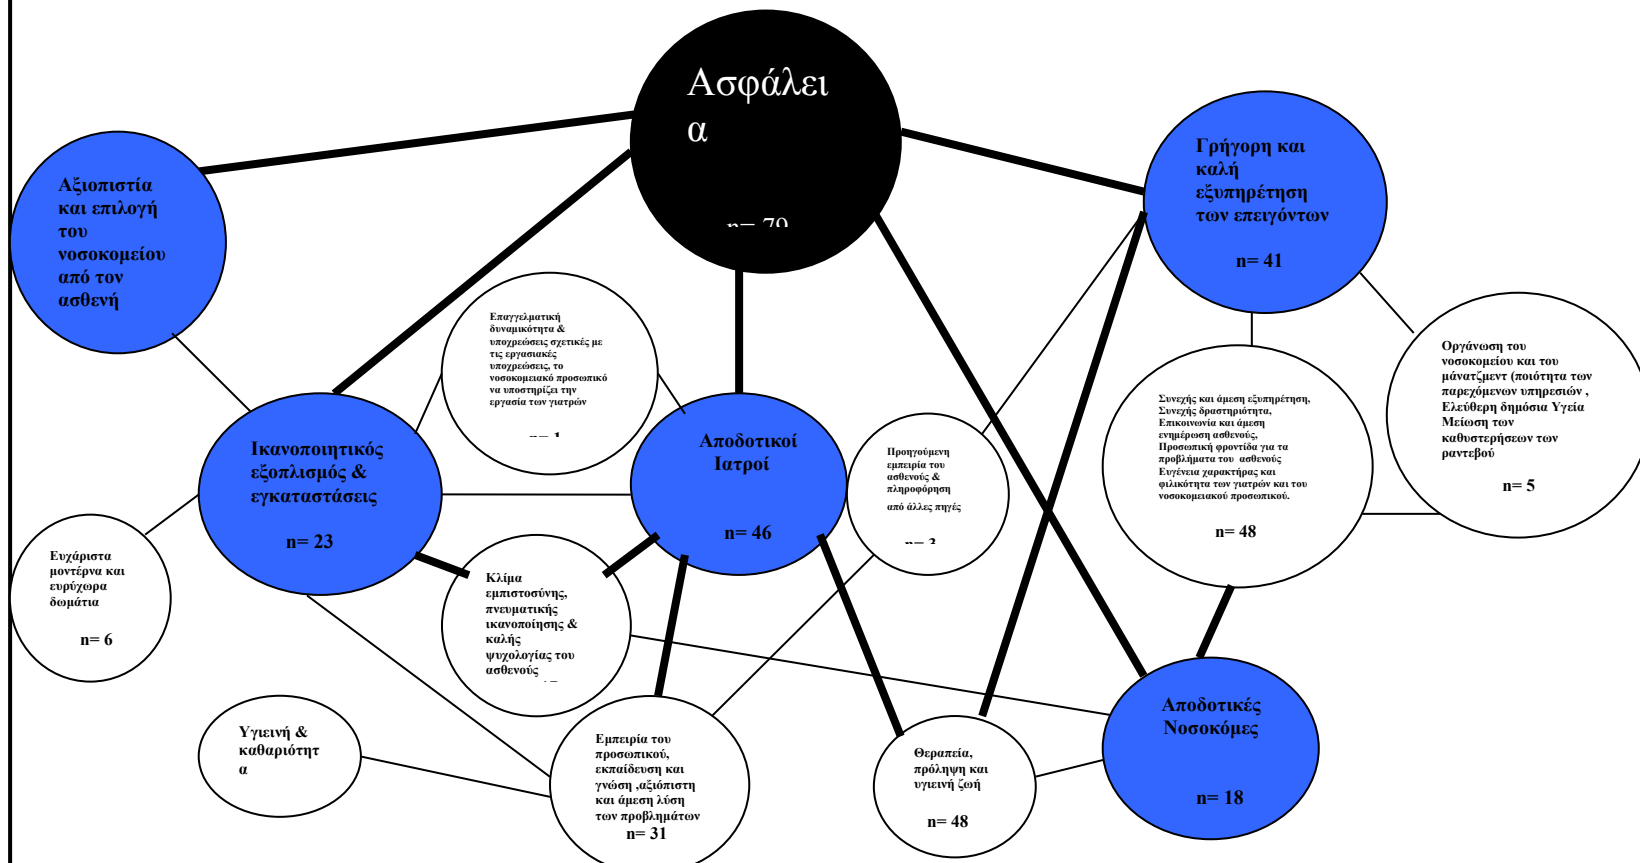 Ασφάλει
α
n= 79
Αξιοπιστία
και επιλογή
του
νοσοκομείου
από τον
ασθενή
Γρήγορη και
καλή
εξυπηρέτηση
των επειγόντων
n= 41
Επαγγελματική
δυναμικότητα &
υποχρεώσεις σχετικές με
τις εργασιακές
υποχρεώσεις, το
νοσοκομειακό προσωπικό
να υποστηρίζει την
εργασία των γιατρών
n= 1
Οργάνωση του
νοσοκομείου και του
μάνατζμεντ (ποιότητα των
παρεχόμενων υπηρεσιών ,
Ελεύθερη δημόσια Υγεία
Μείωση των
καθυστερήσεων των
ραντεβού
n= 5
Συνεχής και άμεση εξυπηρέτηση,
Συνεχής δραστηριότητα,
Επικοινωνία και άμεση
ενημέρωση ασθενούς,
Προσωπική φροντίδα για τα
προβλήματα του  ασθενούς
Ευγένεια χαρακτήρας και
φιλικότητα των γιατρών και του
νοσοκομειακού προσωπικού.
n= 48
Ικανοποιητικός
εξοπλισμός &
εγκαταστάσεις
n= 23
Αποδοτικοί
Ιατροί
n= 46
Προηγούμενη
εμπειρία του
ασθενούς &
πληροφόρηση
από άλλες πηγές
n= 3
Ευχάριστα
μοντέρνα και
ευρύχωρα
δωμάτια
n= 6
Κλίμα
εμπιστοσύνης,
πνευματικής
ικανοποίησης &
καλής
ψυχολογίας του
ασθενούς
Υγιεινή &
καθαριότητ
α
Εμπειρία του
προσωπικού,
εκπαίδευση και
γνώση ,αξιόπιστη
και άμεση λύση
των προβλημάτων
n= 31
Θεραπεία,
πρόληψη και
υγιεινή ζωή
n= 48
Αποδοτικές
Νοσοκόμες
n= 18